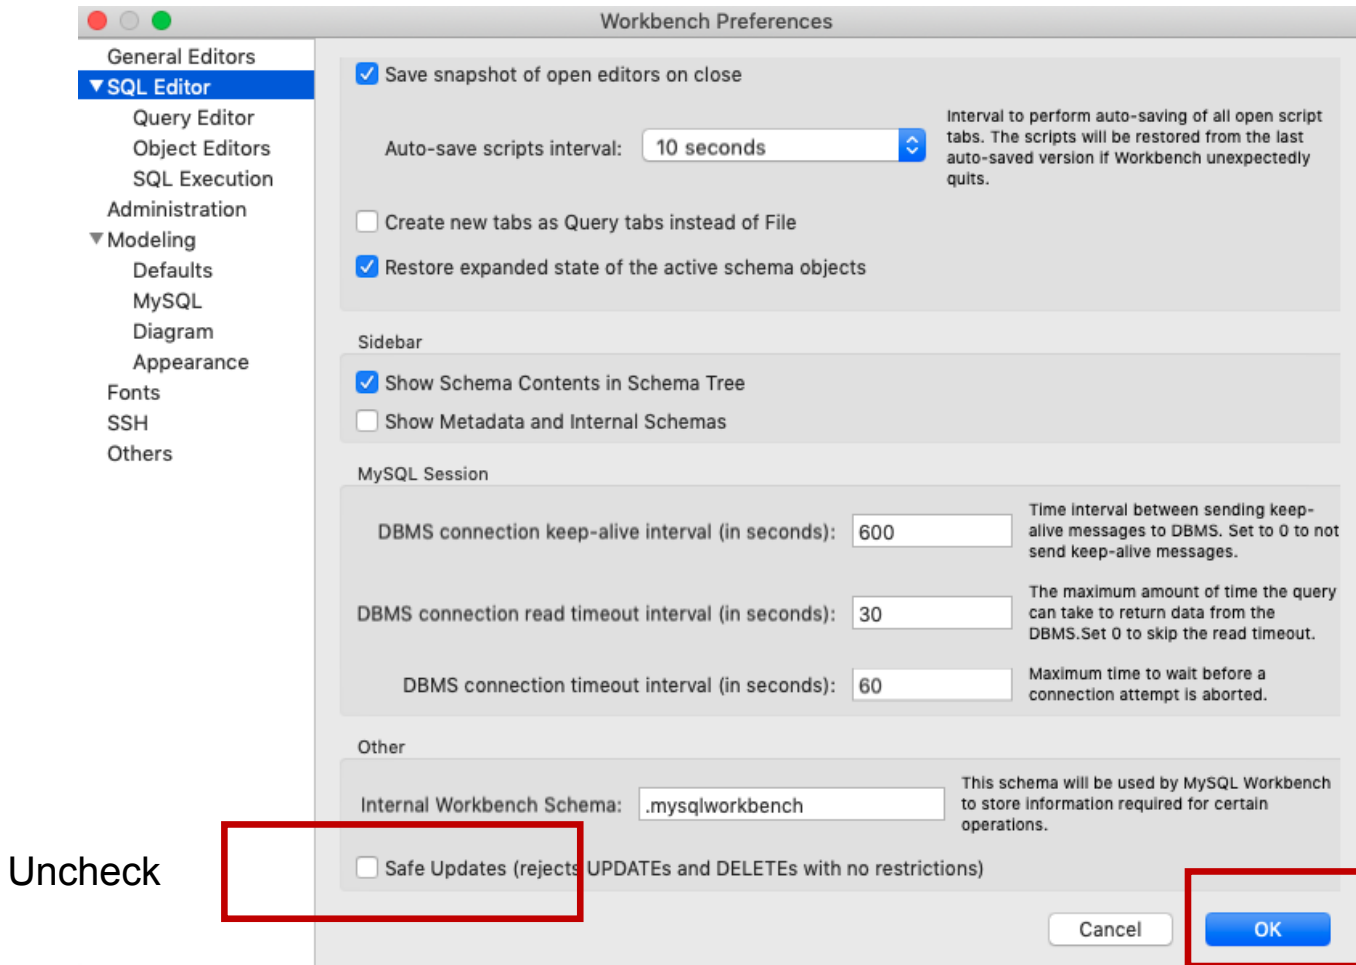 Workbench Preferences
General Editors
SQL Editor
Query Editor
Object Editors
SQL Execution
Administration
Modeling
Defaults
MySQL
Diagram
Appearance
Fonts
SSH
Others
Save snapshot of open editors on close
Auto-save scripts interval:
10 seconds
Interval to perform auto-saving of all open script
tabs. The scripts will be restored from the last
auto-saved version if Workbench unexpectedly
quits.
Create new tabs as Query tabs instead of File
Restore expanded state of the active schema objects
Sidebar
Show Schema Contents in Schema Tree
Show Metadata and Internal Schemas
MySQL Session
DBMS connection keep-alive interval (in seconds):
600
Time interval between sending keep-
alive messages to DBMS. Set to 0 to not
send keep-alive messages.
DBMS connection read timeout interval (in seconds):
30
The maximum amount of time the query
can take to return data from the
DBMS.Set 0 to skip the read timeout.
DBMS connection timeout interval (in seconds):
60
Maximum time to wait before a
connection attempt is aborted.
Other
Internal Workbench Schema:
.mysqlworkbench
This schema will be used by MySQL Workbench
to store information required for certain
operations.
Uncheck
Safe Updates (rejects UPDATEs and DELETEs with no restrictions)
Cancel
OK